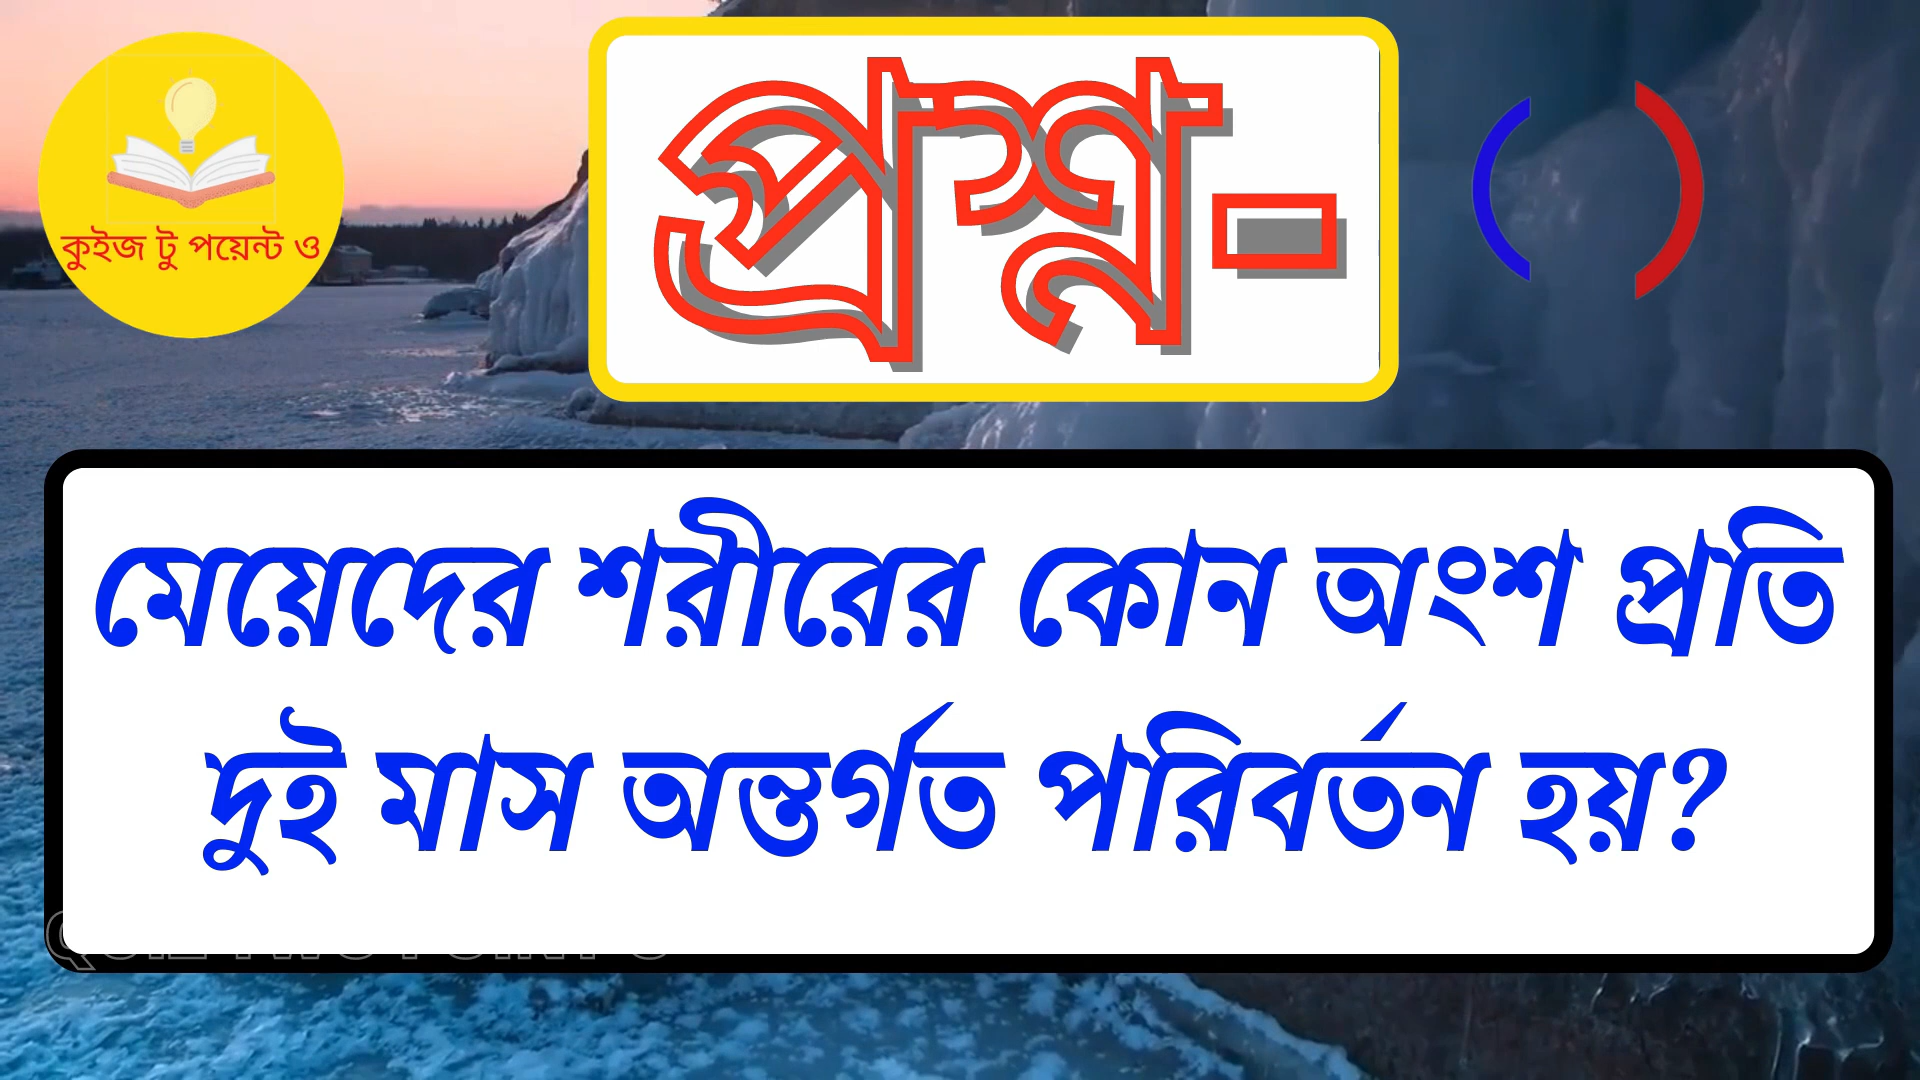 কুইজ টু পয়েন্ট ও
প্রশ্ন-
মেয়েদের শরীরের কোন অংশ প্রতি
দুই মাস অন্তর্গত পরিবর্তন হয়?